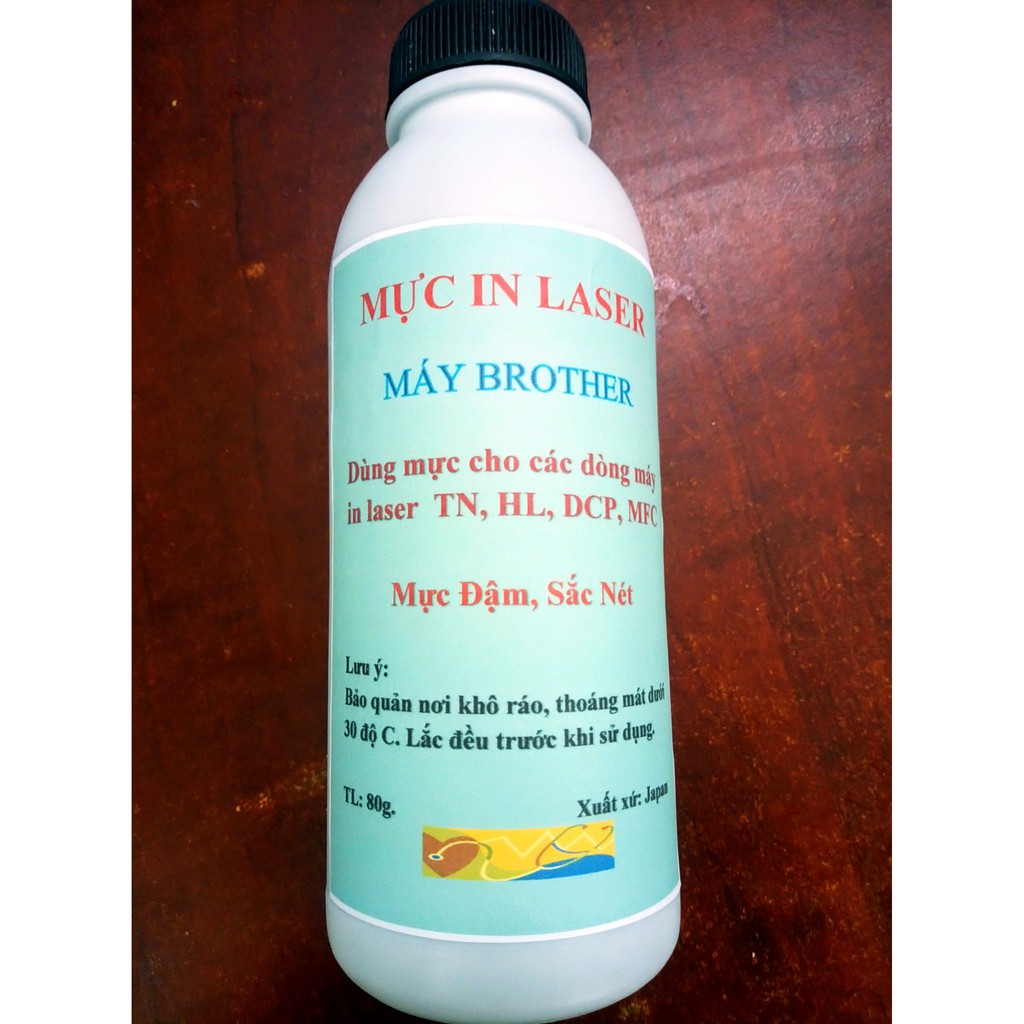 MỰC IN LASER
MÁY BROTHER
Dùng mực cho các dòng máy
in laser TN, HL, DCP, MFC
Mực Đậm, Sắc Nét
Lưu ý:
Bảo quản nơi khô ráo, thoáng mát dưới
30 độ C. Lắc đều trước khi sử dụng.
TL: 80g. Xuất xứ: Japan